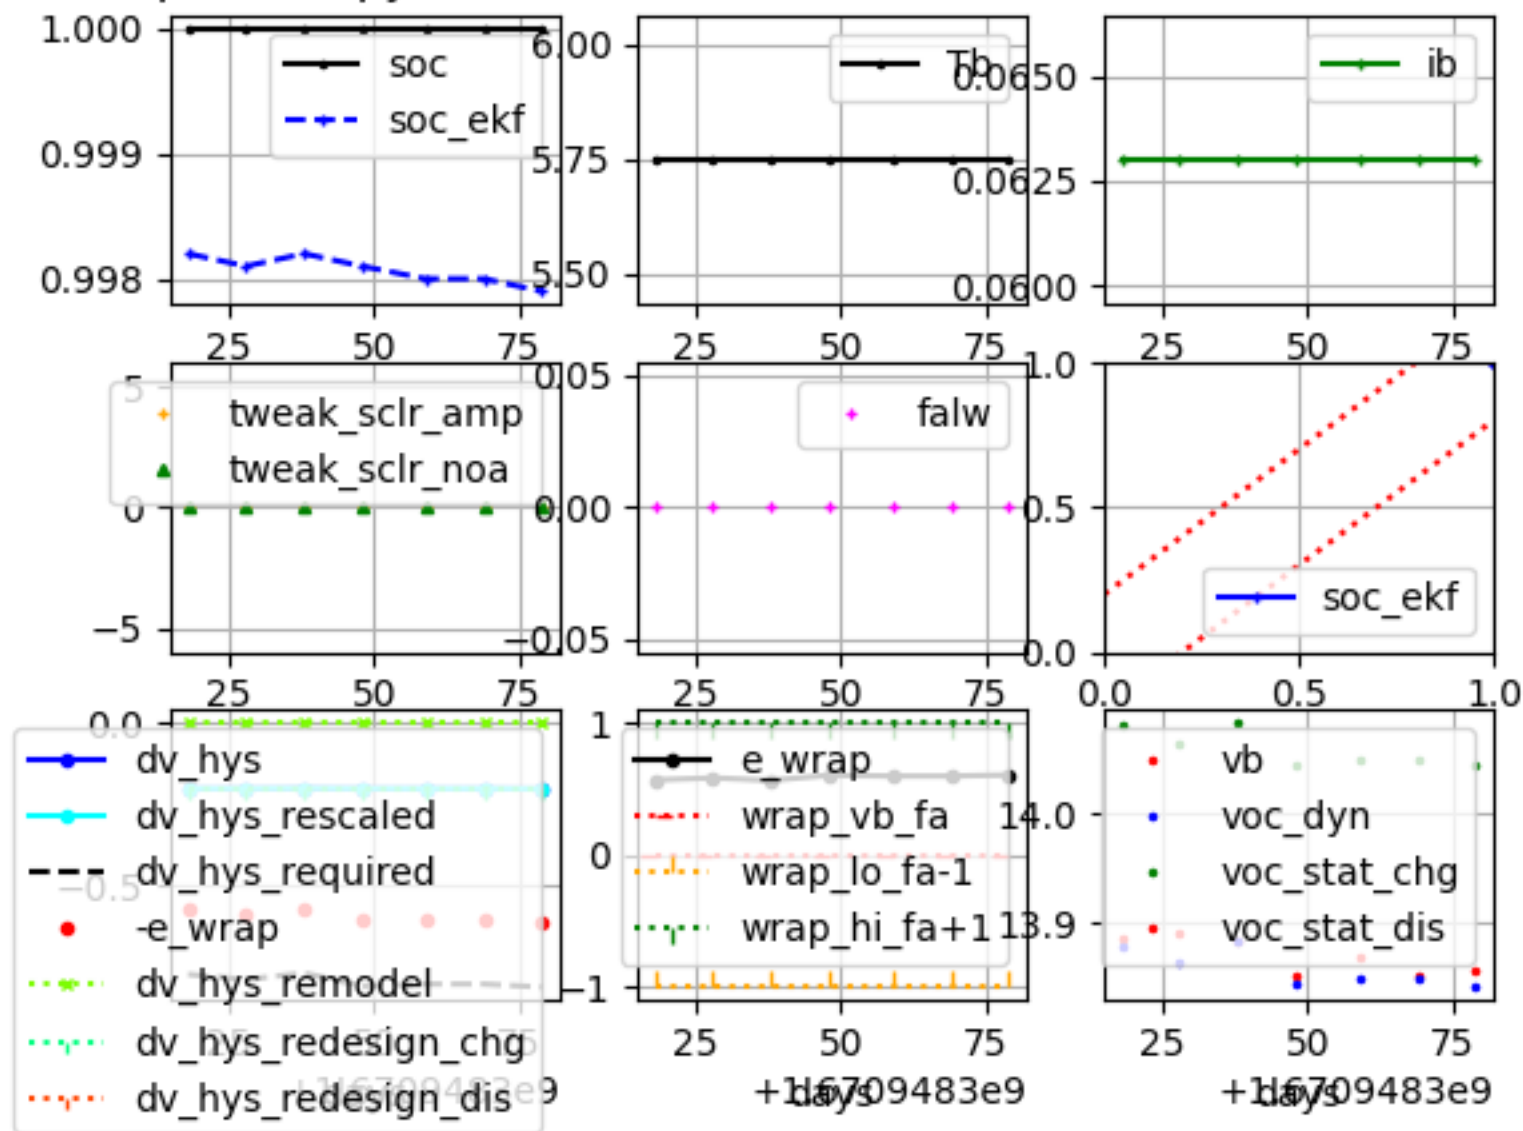 1.000
0.999
0.998
soc
soc_ekf
25 50 75
6.00
5.75
5.50
Tb
25 50 75
0.0650
0.0625
0.0600
ib
25 50 75
5
0
−5
tweak_sclr_amp
tweak_sclr_noa
25 50 75
0.05
0.00
−0.05
falw
25 50 75
1.0
0.5
0.0
soc_ekf
0.0 0.5 1.0
0.0
−0.5
dv_hys
dv_hys_rescaled
dv_hys_required
-e_wrap
dv_hys_remodel
dv_hys_redesign_chg
dv_hys_redesign_dis
25 50 75
1
0
−1
e_wrap
wrap_vb_fa
wrap_lo_fa-1
wrap_hi_fa+1
25 50 75
+1.6709483e9
days
14.0
13.9
vb
voc_dyn
voc_stat_chg
voc_stat_dis
25 50 75
+1.6709483e9
days